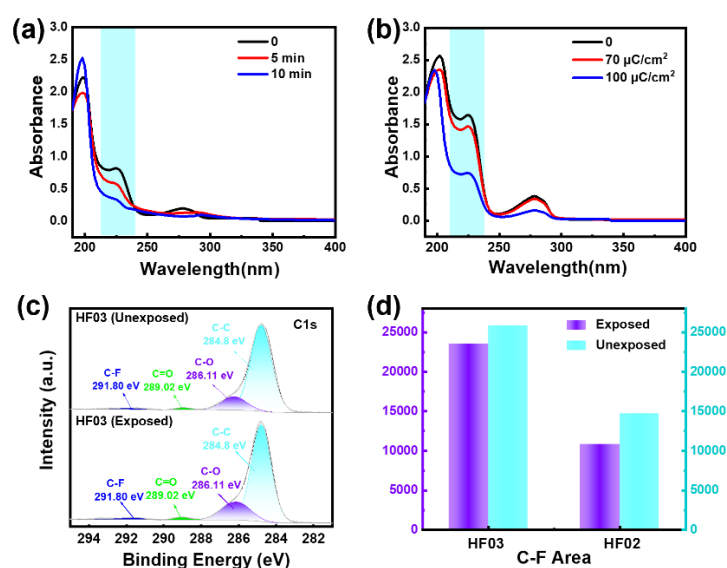 (a)
0
5 min
10 min
Absorbance
3.0
2.5
2.0
1.5
1.0
0.5
0.0
200
250
300
350
400
Wavelength(nm)
(b)
0
70 μC/cm²
100 μC/cm²
Absorbance
3.0
2.5
2.0
1.5
1.0
0.5
0.0
200
250
300
350
400
Wavelength(nm)
(c)
HF03 (Unexposed)
C1s
C-C
284.8 eV
C-F
291.80 eV
C=O
289.02 eV
C-O
286.11 eV
HF03 (Exposed)
C-C
284.8 eV
C-F
291.80 eV
C=O
289.02 eV
C-O
286.11 eV
Intensity (a.u.)
294
292
290
288
286
284
282
Binding Energy (eV)
(d)
Exposed
Unexposed
25000
20000
15000
10000
5000
0
25000
20000
15000
10000
5000
0
HF03
HF02
C-F Area